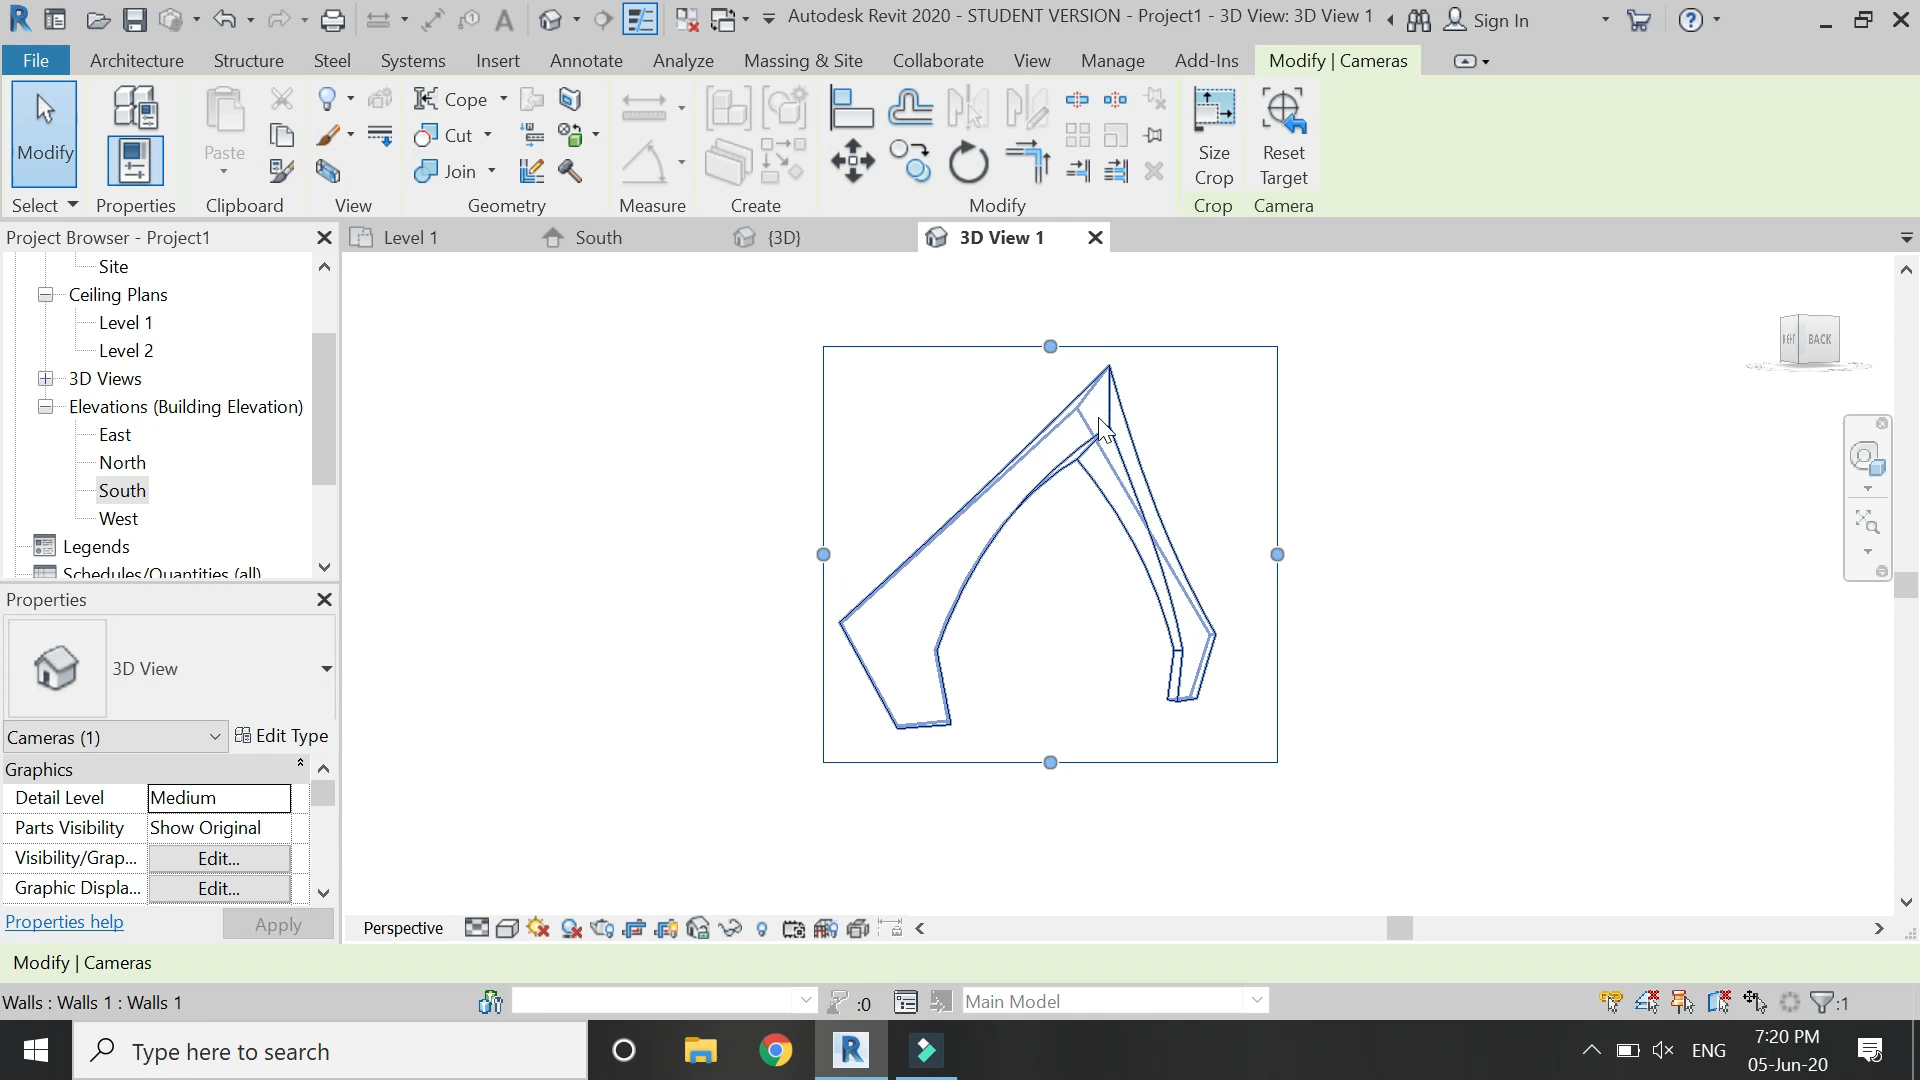 Autodesk Revit 2020 - STUDENT VERSION - Project1 - 3D View: 3D View 1
Sign In
File Architecture Structure Steel Systems Insert Annotate Analyze Massing & Site Collaborate View Manage Add-Ins Modify | Cameras
Modify
Paste
Cope
Cut
Join
Size Crop
Reset Target
Select Properties Clipboard View Geometry Measure Create Modify Crop Camera
Project Browser - Project1
Level 1 South {3D} 3D View 1
Site
Ceiling Plans
Level 1
Level 2
3D Views
Elevations (Building Elevation)
East
North
South
West
Legends
Schedules/Quantities (all)
BACK
Properties
3D View
Cameras (1) Edit Type
Graphics
Detail Level Medium
Parts Visibility Show Original
Visibility/Grap... Edit...
Graphic Displa... Edit...
Properties help Apply
Perspective
Modify | Cameras
Walls : Walls 1 : Walls 1
:0
Main Model
:1
Type here to search
ENG
7:20 PM
05-Jun-20